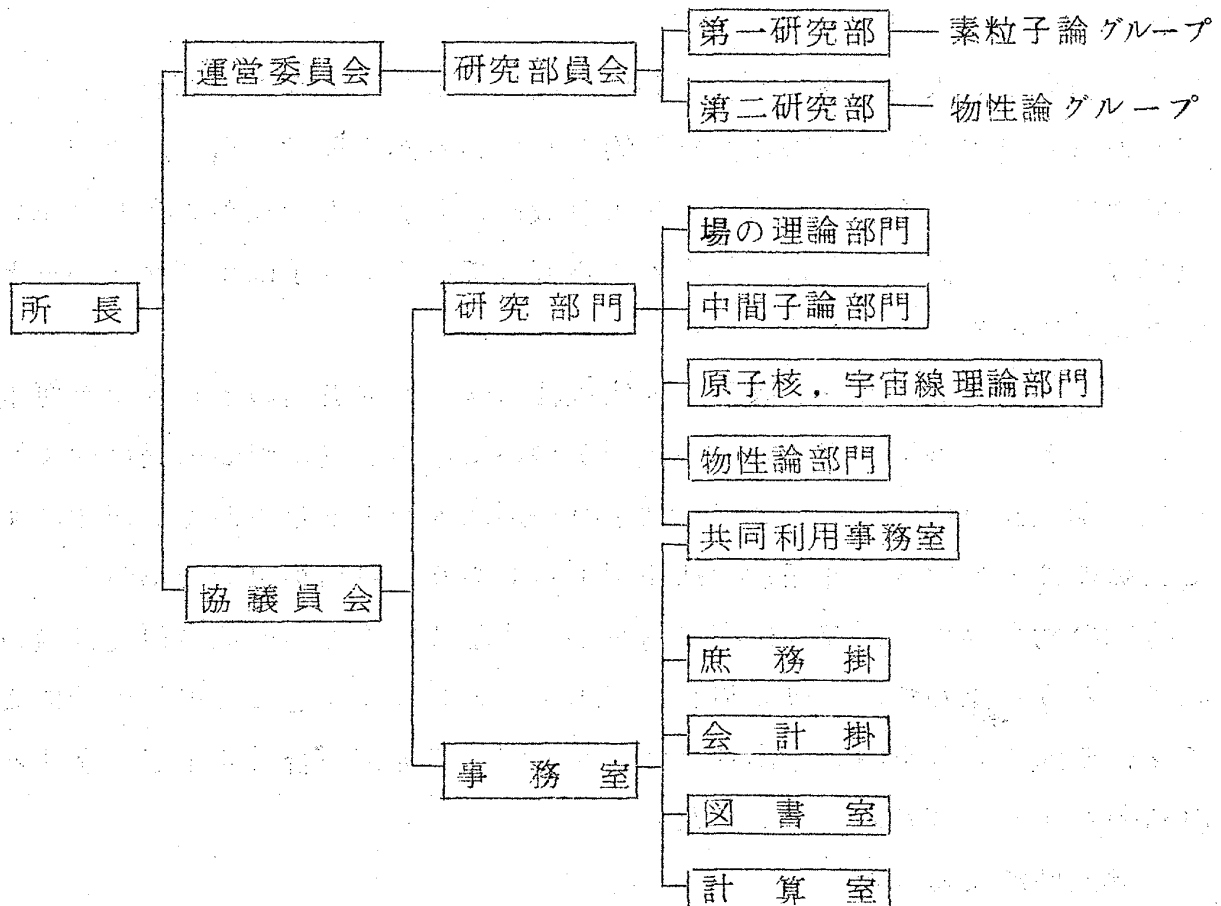 第一研究部 素粒子論グループ
運営委員会 研究部員会
第二研究部 物性論グループ
場の理論部門
所長 研究部門 中間子論部門
原子核，宇宙線理論部門
物性論部門
共同利用事務室
協議員会
庶務掛
会計掛
事務室
図書室
計算室